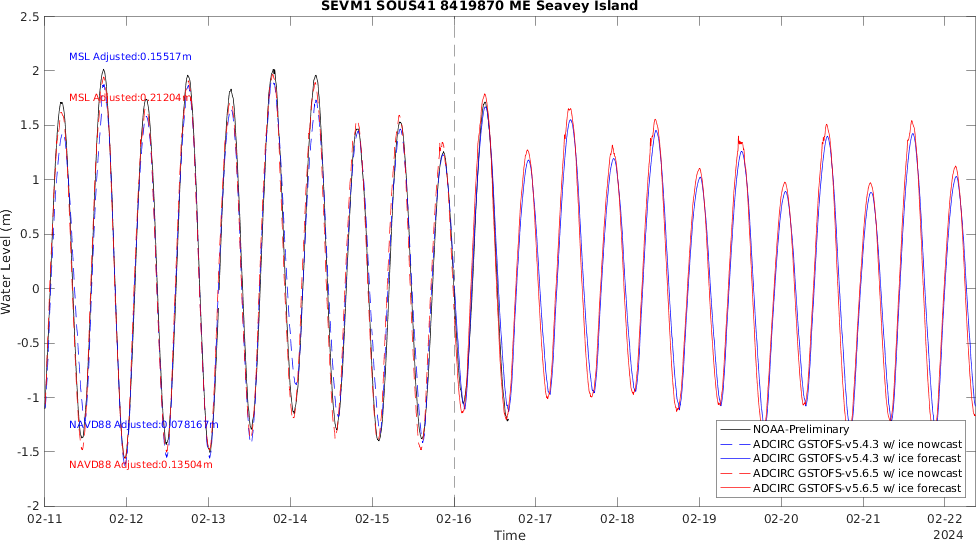 SEVM1 SOUS41 8419870 ME Seavey Island
2.5
2
1.5
1
0.5
0
-0.5
-1
-1.5
-2
Water Level (m)
MSL Adjusted:0.15517m
MSL Adjusted:0.21204m
NAVD88 Adjusted:0.078167m
NAVD88 Adjusted:0.13504m
NOAA-Preliminary
ADCIRC GSTOFS-v5.4.3 w/ ice nowcast
ADCIRC GSTOFS-v5.4.3 w/ ice forecast
ADCIRC GSTOFS-v5.6.5 w/ ice nowcast
ADCIRC GSTOFS-v5.6.5 w/ ice forecast
02-11 02-12 02-13 02-14 02-15 02-16 02-17 02-18 02-19 02-20 02-21 02-22
Time
2024